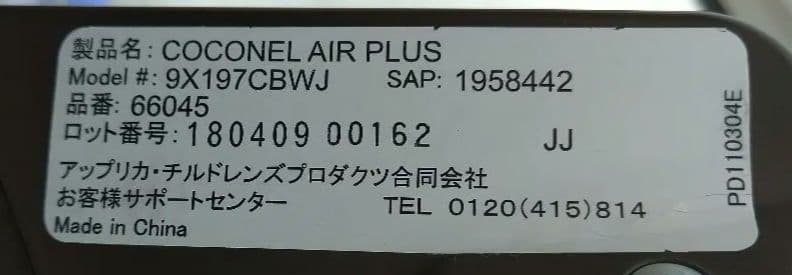 製品名: COCONEL AIR PLUS
Model #: 9X197CBWJ SAP: 1958442
品番: 66045
ロット番号: 180409 00162 JJ
アップリカ・チルドレンズプロダクツ合同会社
お客様サポートセンター TEL 0120(415)814
Made in China
PD110304E